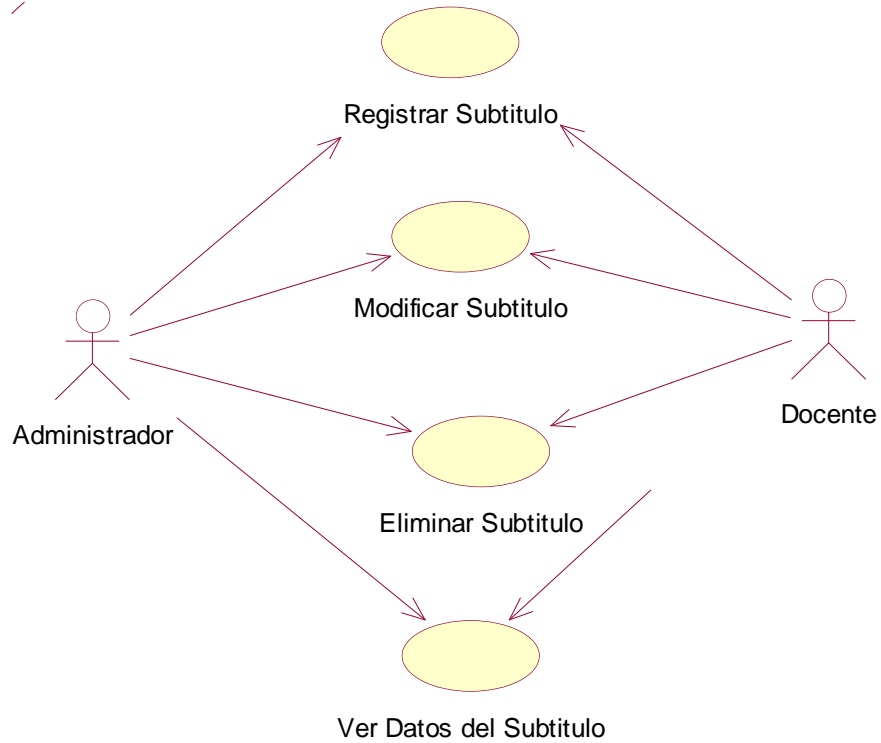 Registrar Subtitulo
Modificar Subtitulo
Administrador
Docente
Eliminar Subtitulo
Ver Datos del Subtitulo